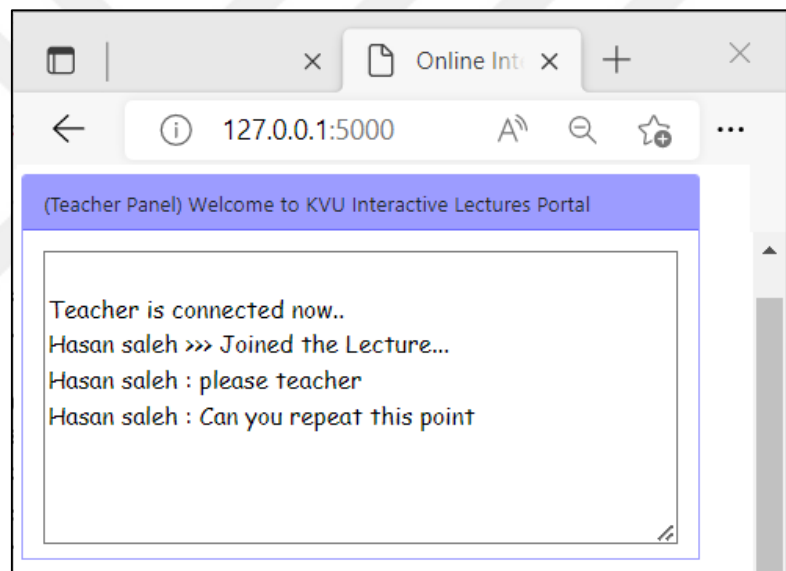 Online Int
127.0.0.1:5000
(Teacher Panel) Welcome to KVU Interactive Lectures Portal
Teacher is connected now..
Hasan saleh >>> Joined the Lecture...
Hasan saleh : please teacher
Hasan saleh : Can you repeat this point